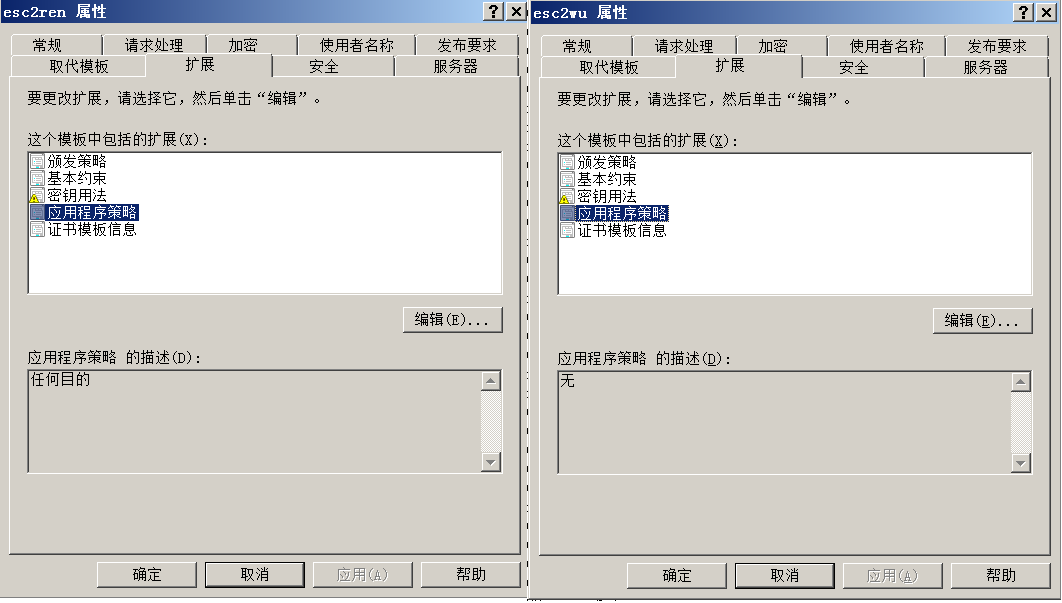 esc2ren 属性
常规 请求处理 加密 使用者名称 发布要求
取代模板 扩展 安全 服务器
要更改扩展，请选择它，然后单击“编辑”。
这个模板中包括的扩展(X)：
颁发策略
基本约束
密钥用法
应用程序策略
证书模板信息
编辑(E)...
应用程序策略 的描述(D)：
任何目的
确定 取消 应用(A) 帮助
esc2wu 属性
常规 请求处理 加密 使用者名称 发布要求
取代模板 扩展 安全 服务器
要更改扩展，请选择它，然后单击“编辑”。
这个模板中包括的扩展(X)：
颁发策略
基本约束
密钥用法
应用程序策略
证书模板信息
编辑(E)...
应用程序策略 的描述(D)：
无
确定 取消 应用(A) 帮助